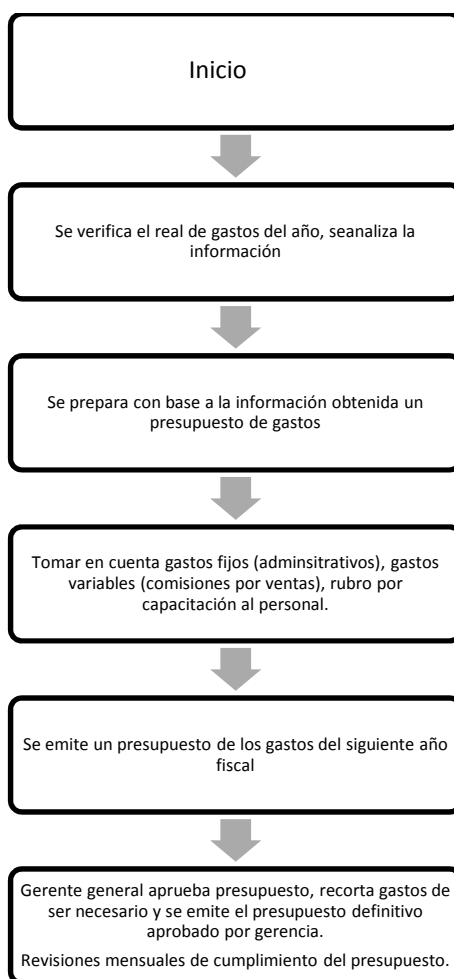 Inicio
Se verifica el real de gastos del año, seanaliza la
información
Se prepara con base a la información obtenida un
presupuesto de gastos
Tomar en cuenta gastos fijos (adminsitrativos), gastos
variables (comisiones por ventas), rubro por
capacitación al personal.
Se emite un presupuesto de los gastos del siguiente año
fiscal
Gerente general aprueba presupuesto, recorta gastos de
ser necesario y se emite el presupuesto definitivo
aprobado por gerencia.
Revisiones mensuales de cumplimiento del presupuesto.